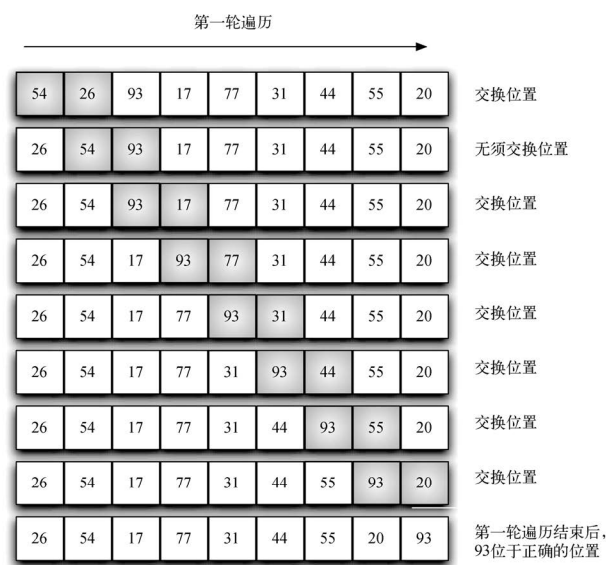 第一轮遍历
54 26 93 17 77 31 44 55 20 交换位置
26 54 93 17 77 31 44 55 20 无须交换位置
26 54 93 17 77 31 44 55 20 交换位置
26 54 17 93 77 31 44 55 20 交换位置
26 54 17 77 93 31 44 55 20 交换位置
26 54 17 77 31 93 44 55 20 交换位置
26 54 17 77 31 44 93 55 20 交换位置
26 54 17 77 31 44 55 93 20 交换位置
26 54 17 77 31 44 55 20 93 第一轮遍历结束后，
93位于正确的位置